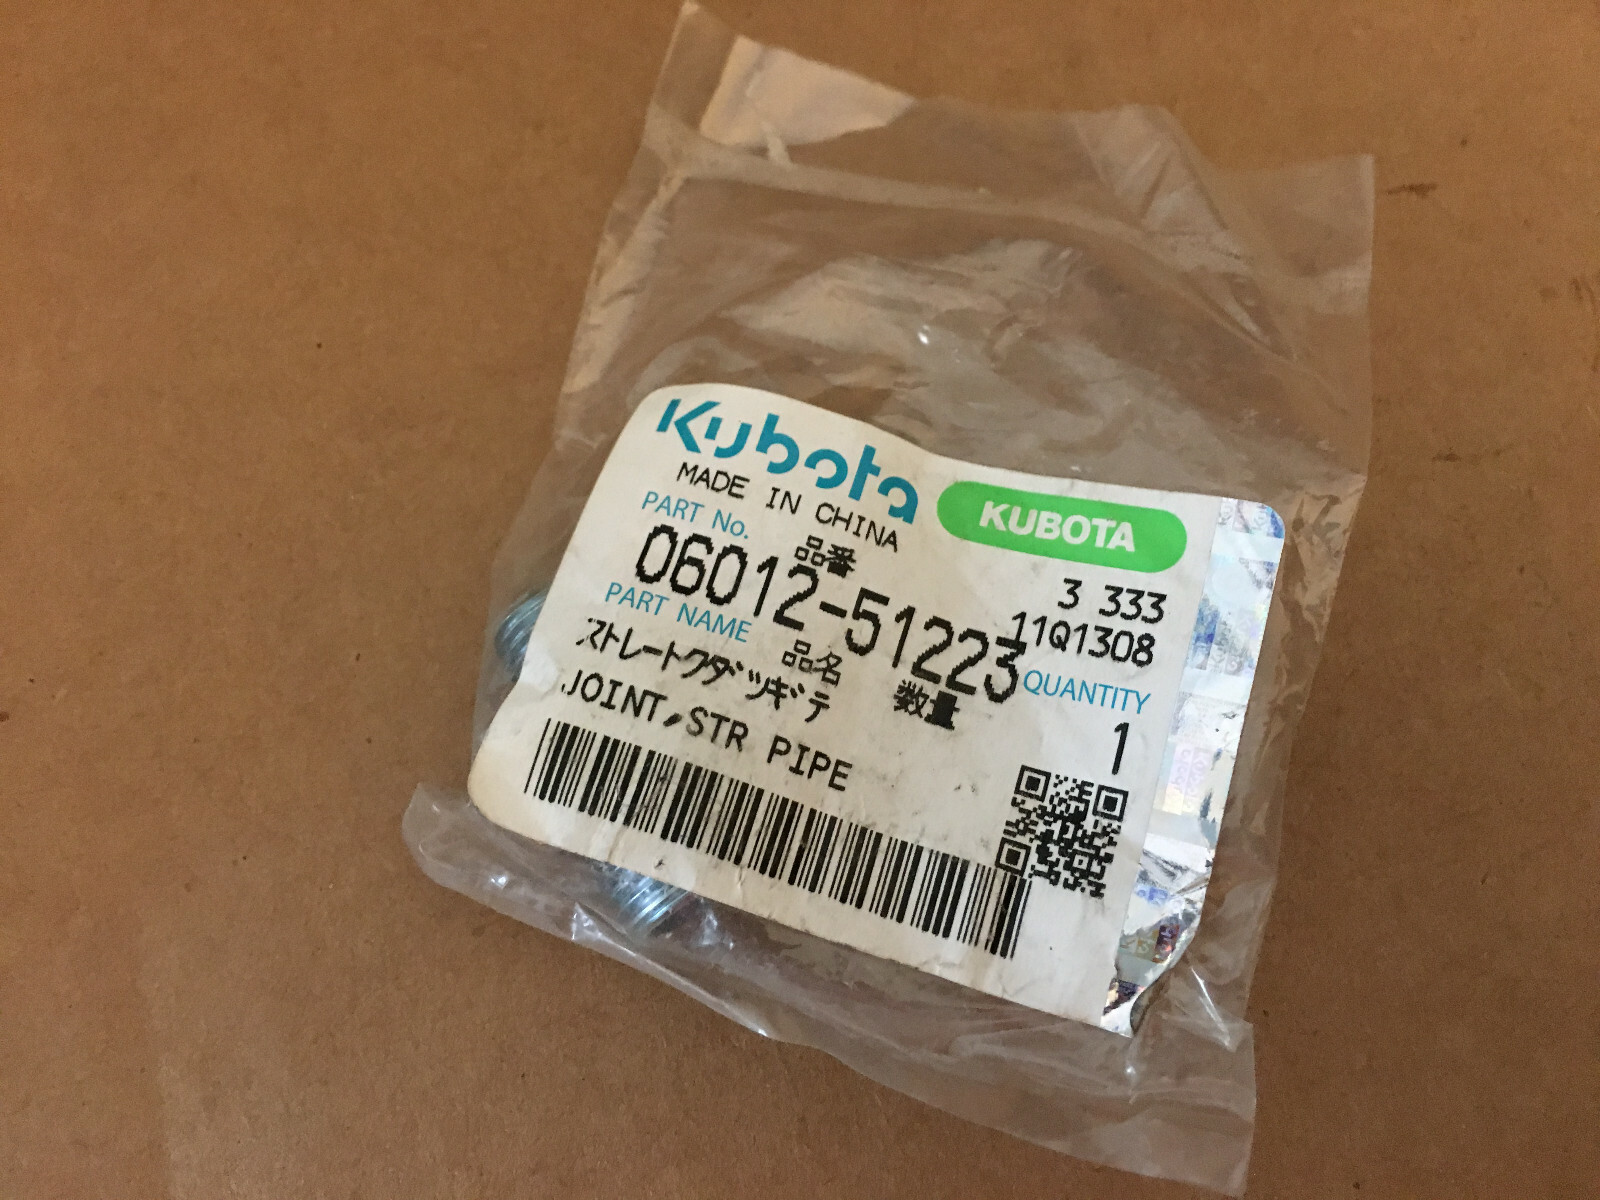 Kubota
KUBOTA
MADE IN CHINA
PART No.
品番
06012-51223
3 333
11Q1308
PART NAME
品名
ストレートクダツギテ
JOINT,STR PIPE
数量
QUANTITY
1